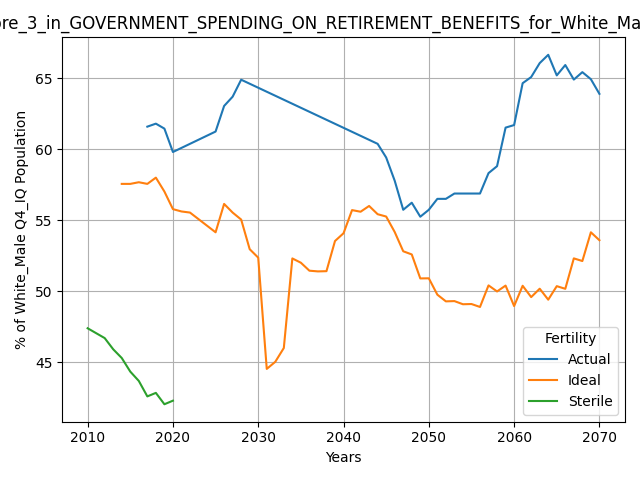 ore_3_in_GOVERNMENT_SPENDING_ON_RETIREMENT_BENEFITS_for_White_Ma
65
60
55
50
45
% of White_Male Q4_IQ Population
2010 2020 2030 2040 2050 2060 2070
Years
Fertility
Actual
Ideal
Sterile